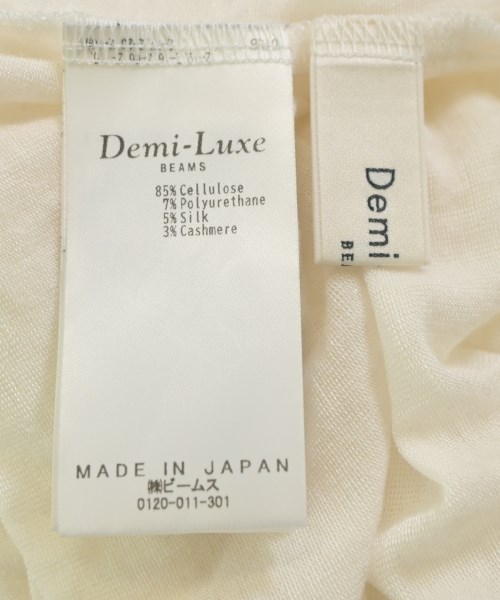 Demi-Luxe
BEAMS
85% Cellulose
7% Polyurethane
5% Silk
3% Cashmere
MADE IN JAPAN
㈱ビームス
0120-011-301
Demi